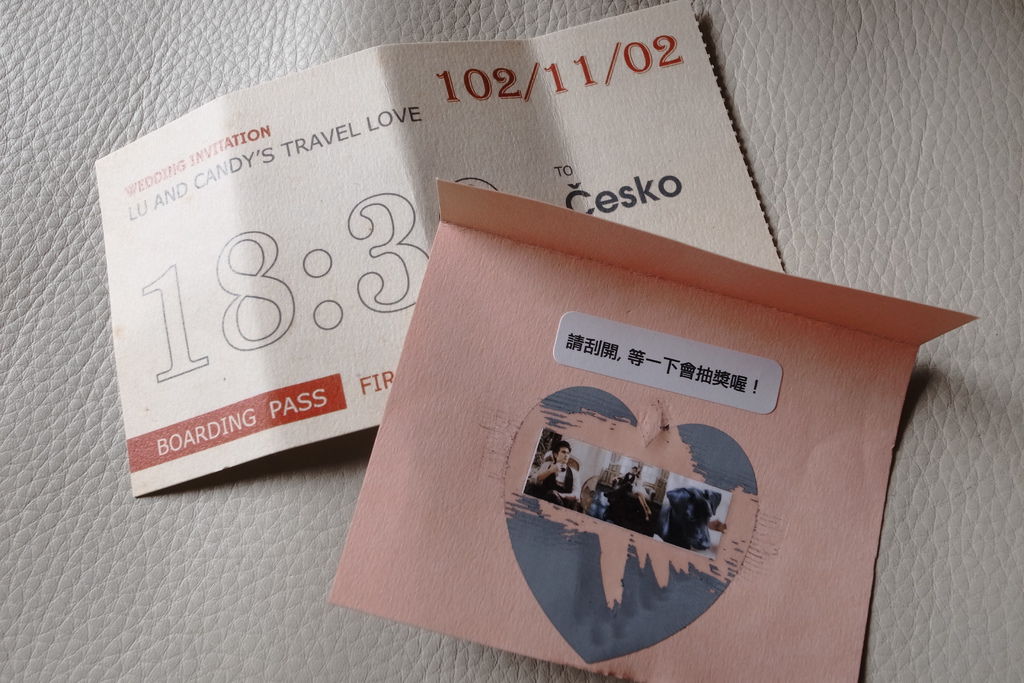 102/11/02
WEDDING INVITATION
LU AND CANDY'S TRAVEL LOVE
TO
Česko
18:3
BOARDING PASS
FIR
請刮開, 等一下會抽獎喔!